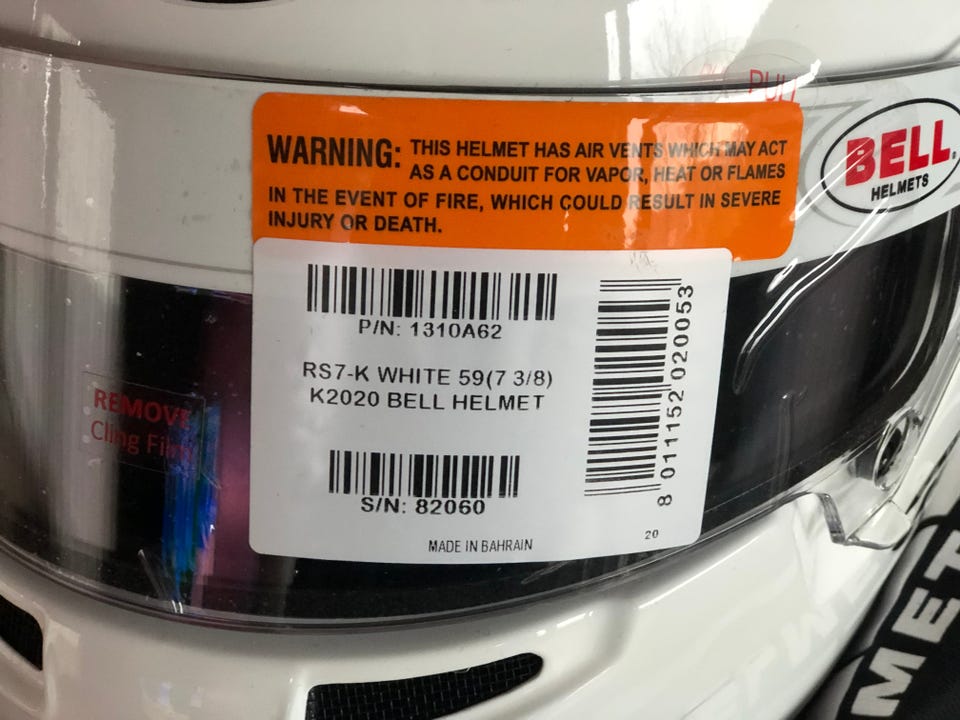 PULL
BELL
HELMETS
WARNING: THIS HELMET HAS AIR VENTS WHICH MAY ACT
AS A CONDUIT FOR VAPOR, HEAT OR FLAMES
IN THE EVENT OF FIRE, WHICH COULD RESULT IN SEVERE
INJURY OR DEATH.
P/N: 1310A62
RS7-K WHITE 59(7 3/8)
K2020 BELL HELMET
S/N: 82060
MADE IN BAHRAIN
20
8 011152 020053
REMOVE
Cling Film